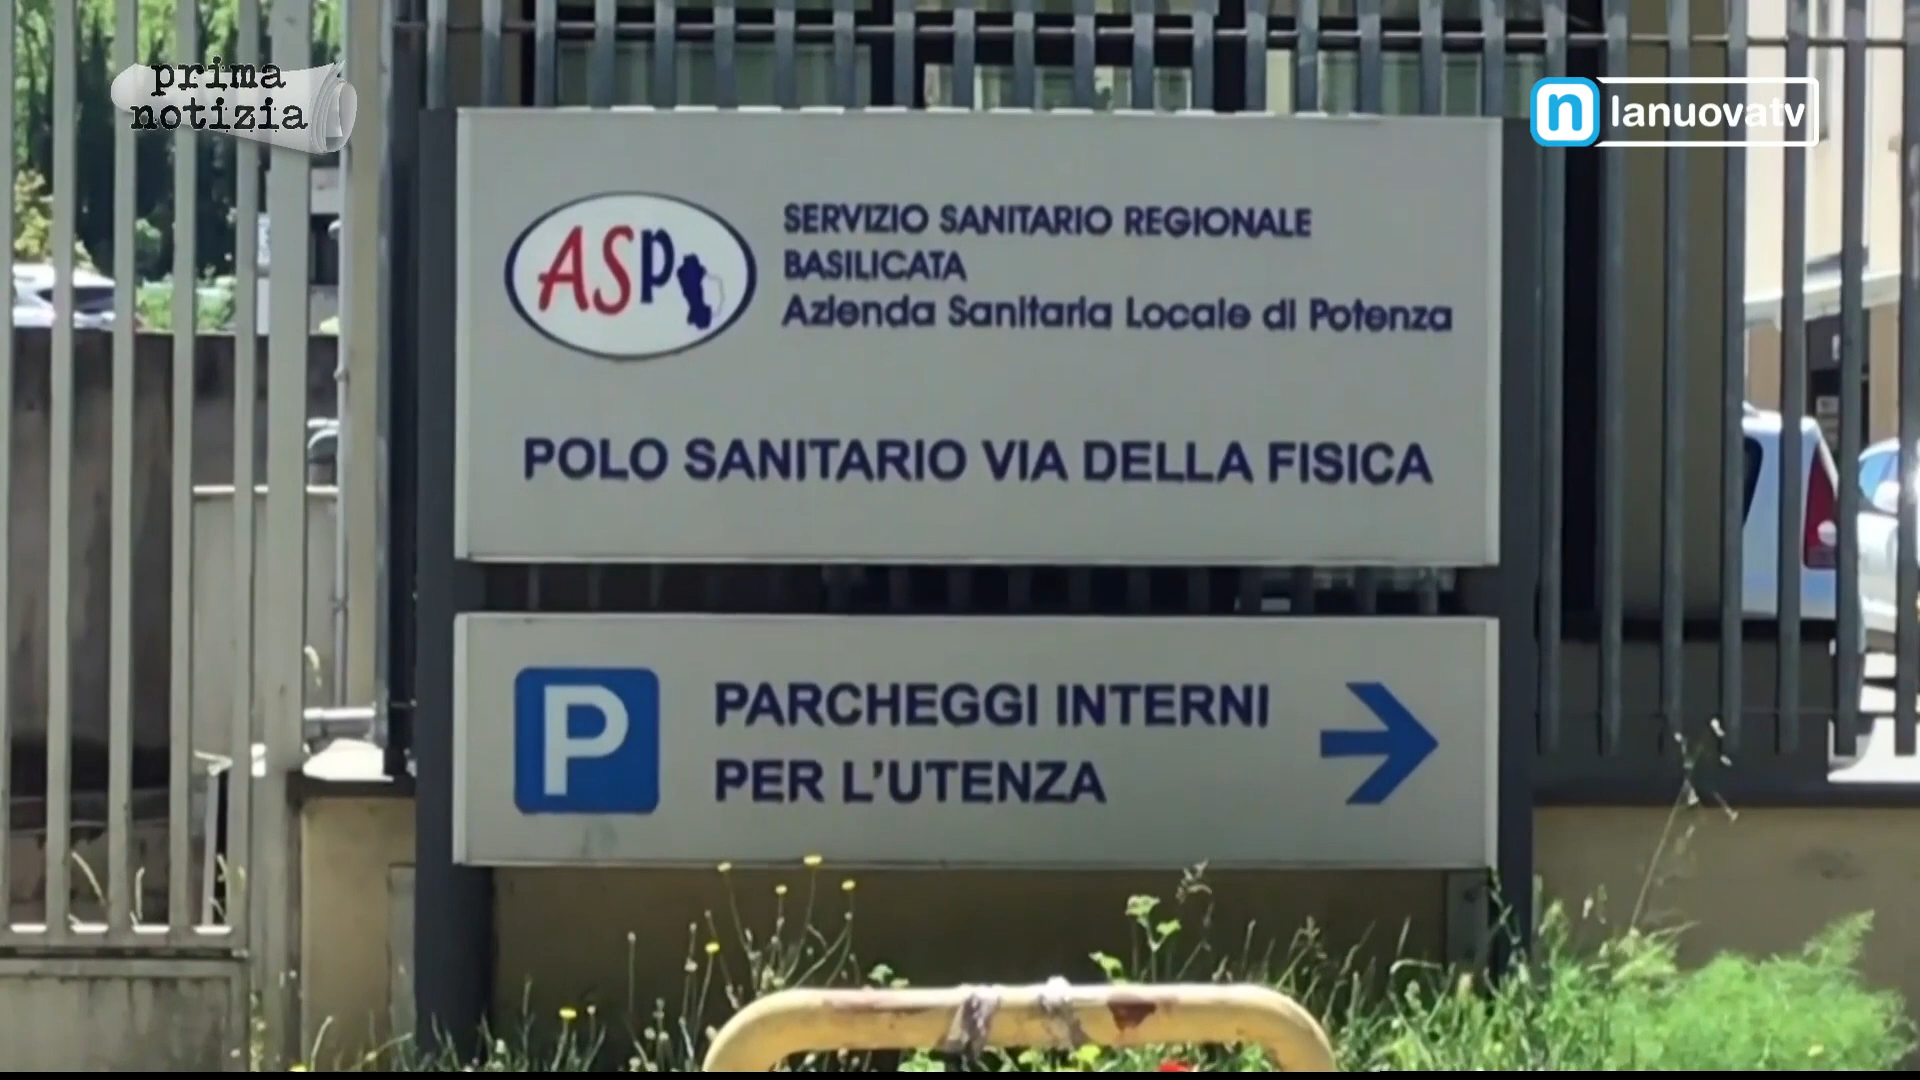 prima
notizia
n lanuovatv
ASP
SERVIZIO SANITARIO REGIONALE
BASILICATA
Azienda Sanitaria Locale di Potenza
POLO SANITARIO VIA DELLA FISICA
P
PARCHEGGI INTERNI
PER L'UTENZA